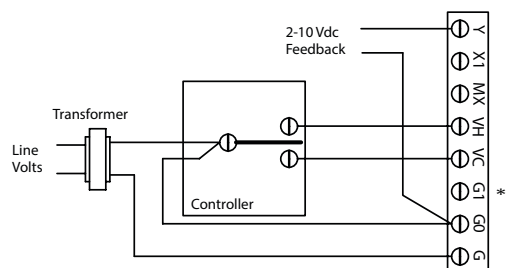 2-10 Vdc
Feedback
Transformer
Line
Volts
Controller
Y
X1
MX
VH
VC
G1
*
G0
G